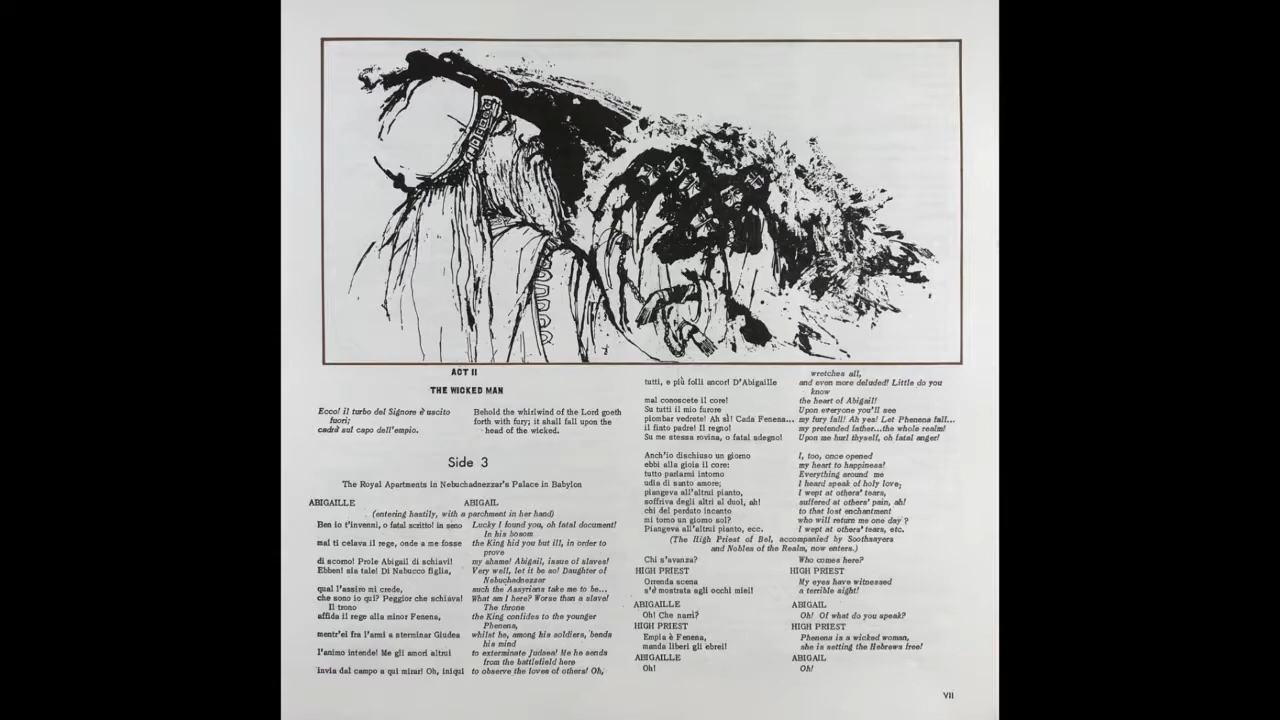 ACT II
THE WICKED MAN
Ecco! il turbo del Signore è uscito
fuori;
cadrà sul capo dell'empio.
Behold the whirlwind of the Lord goeth
forth with fury; it shall fall upon the
head of the wicked.
Side 3
The Royal Apartments in Nebuchadnezzar's Palace in Babylon
ABIGAILLE
ABIGAIL
(entering hastily, with a parchment in her hand)
Ben io t'invenni, o fatal scritto! in seno
Lucky I found you, oh fatal document!
In his bosom
mal ti celava il rege, onde a me fosse
the King hid you but ill, in order to
prove
di scorno! Prole Abigail di schiavi!
my shame! Abigail, issue of slaves!
Ebben! sia tale! Di Nabucco figlia,
Very well, let it be so! Daughter of
Nebuchadnezzar
qual l'assiro mi crede,
such the Assyrians take me to be...
che sono io qui? Peggior che schiava!
What am I here? Worse than a slave!
Il trono
The throne
affida il rege alla minor Fenena,
the King confides to the younger
Phenena,
mentr'ei fra l'armi a sterminar Giudea
whilst he, among his soldiers, bends
his mind
l'animo intende! Me gli amori altrui
to exterminate Judaea! Me he sends
from the battlefield here
invia dal campo a qui mirar! Oh, iniqui
to observe the loves of others! Oh,
wretches all,
tutti, e più folli ancor! D'Abigaille
and even more deluded! Little do you
know
mal conoscete il core!
the heart of Abigail!
Su tutti il mio furore
Upon everyone you'll see
piombar vedrete! Ah sì! Cada Fenena...
my fury fall! Ah yes! Let Phenena fall...
il finto padre! Il regno!
my pretended father...the whole realm!
Su me stessa rovina, o fatal sdegno!
Upon me hurl thyself, oh fatal anger!
Anch'io dischiuso un giorno
I, too, once opened
ebbi alla gioia il core:
my heart to happiness!
tutto parlarmi intorno
Everything around me
udia di santo amore;
I heard speak of holy love;
piangeva all'altrui pianto,
I wept at others' tears,
soffriva degli altri al duol, ah!
suffered at others' pain, ah!
chi del perduto incanto
to that lost enchantment
mi torno un giorno sol?
who will return me one day?
Piangeva all'altrui pianto, ecc.
I wept at others' tears, etc.
(The High Priest of Bel, accompanied by Soothsayers
and Nobles of the Realm, now enters.)
Chi s'avanza?
Who comes here?
HIGH PRIEST
HIGH PRIEST
Orrenda scena
My eyes have witnessed
s'è mostrata agli occhi miei!
a terrible sight!
ABIGAILLE
ABIGAIL
Oh! Che narri?
Oh! Of what do you speak?
HIGH PRIEST
HIGH PRIEST
Empia è Fenena,
Phenena is a wicked woman,
manda liberi gli ebrei!
she is setting the Hebrews free!
ABIGAILLE
ABIGAIL
Oh!
Oh!
VII